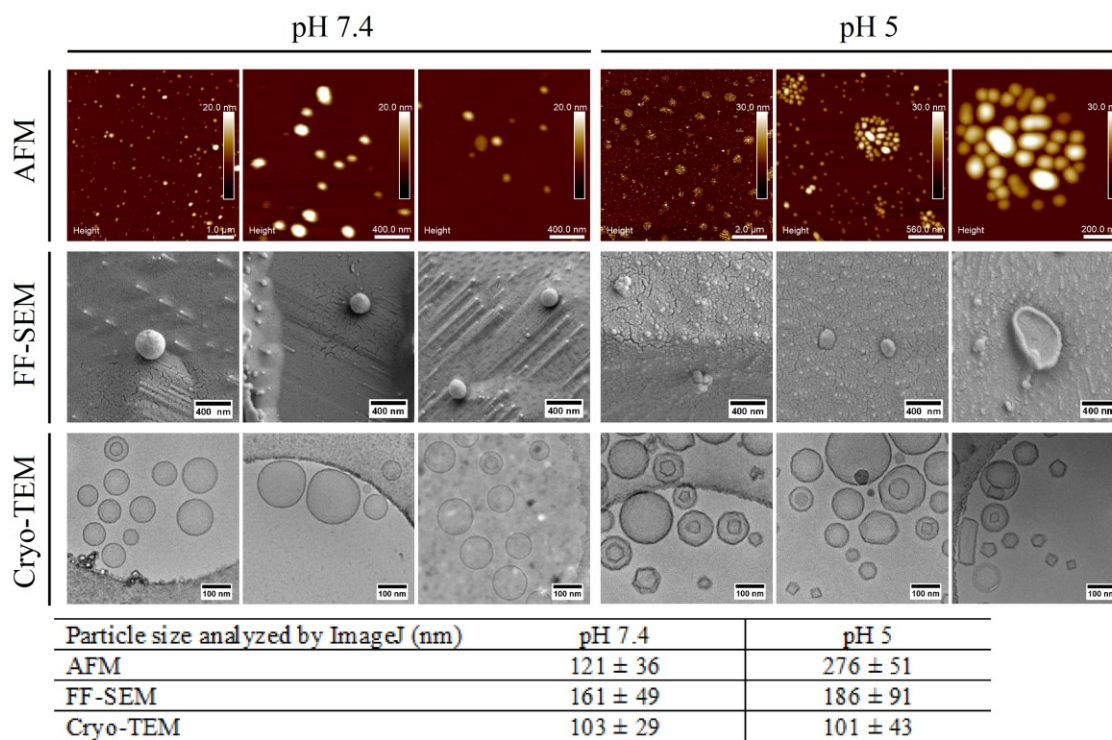 pH 7.4 pH 5
AFM
20.0 nm 20.0 nm 20.0 nm 30.0 nm 30.0 nm 30.0 nm
Height 1.0 μm Height 400.0 nm Height 400.0 nm Height 2.0 μm Height 560.0 nm Height 200.0 nm
FF-SEM
400 nm 400 nm 400 nm 400 nm 400 nm 400 nm
Cryo-TEM
100 nm 100 nm 100 nm 100 nm 100 nm 100 nm
Particle size analyzed by ImageJ (nm) pH 7.4 pH 5
AFM 121 ± 36 276 ± 51
FF-SEM 161 ± 49 186 ± 91
Cryo-TEM 103 ± 29 101 ± 43